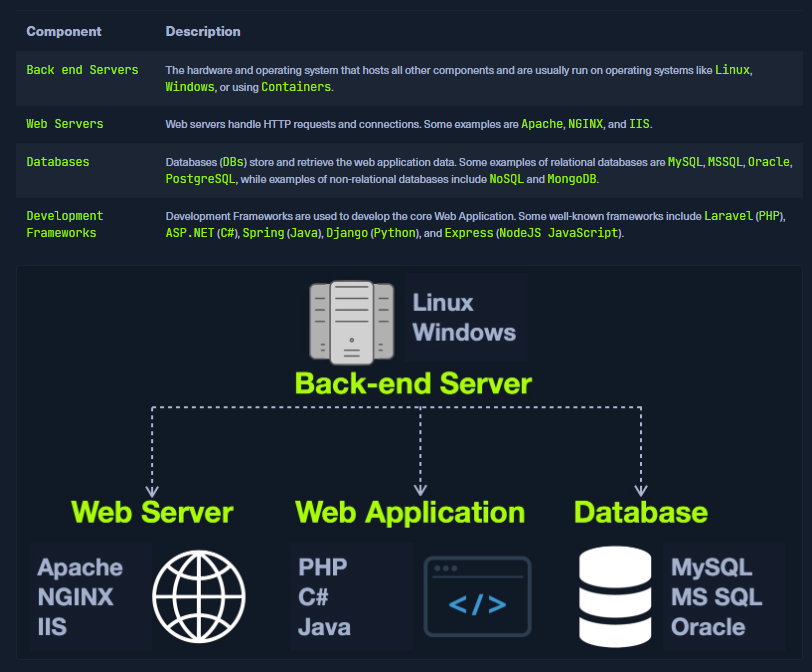 Component Description
Back end Servers The hardware and operating system that hosts all other components and are usually run on operating systems like Linux,
Windows, or using Containers.
Web Servers Web servers handle HTTP requests and connections. Some examples are Apache, NGINX, and IIS.
Databases Databases (DBs) store and retrieve the web application data. Some examples of relational databases are MySQL, MSSQL, Oracle,
PostgreSQL, while examples of non-relational databases include NoSQL and MongoDB.
Development Development Frameworks are used to develop the core Web Application. Some well-known frameworks include Laravel (PHP),
Frameworks ASP.NET (C#), Spring (Java), Django (Python), and Express (NodeJS JavaScript).
Linux
Windows
Back-end Server
Web Server Web Application Database
Apache PHP MySQL
NGINX C# </> MS SQL
IIS Java Oracle